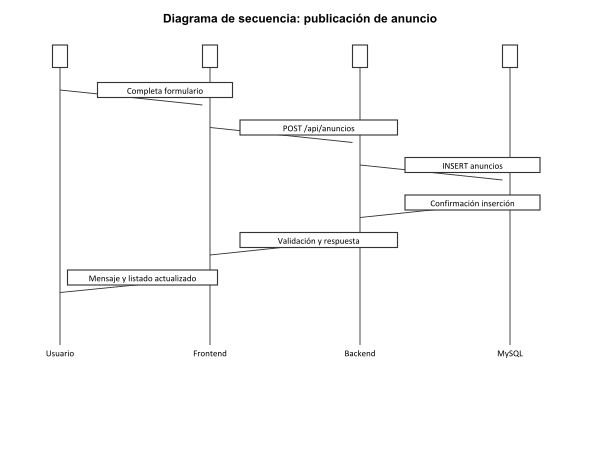 Diagrama de secuencia: publicación de anuncio
Completa formulario
POST /api/anuncios
INSERT anuncios
Confirmación inserción
Validación y respuesta
Mensaje y listado actualizado
Usuario
Frontend
Backend
MySQL